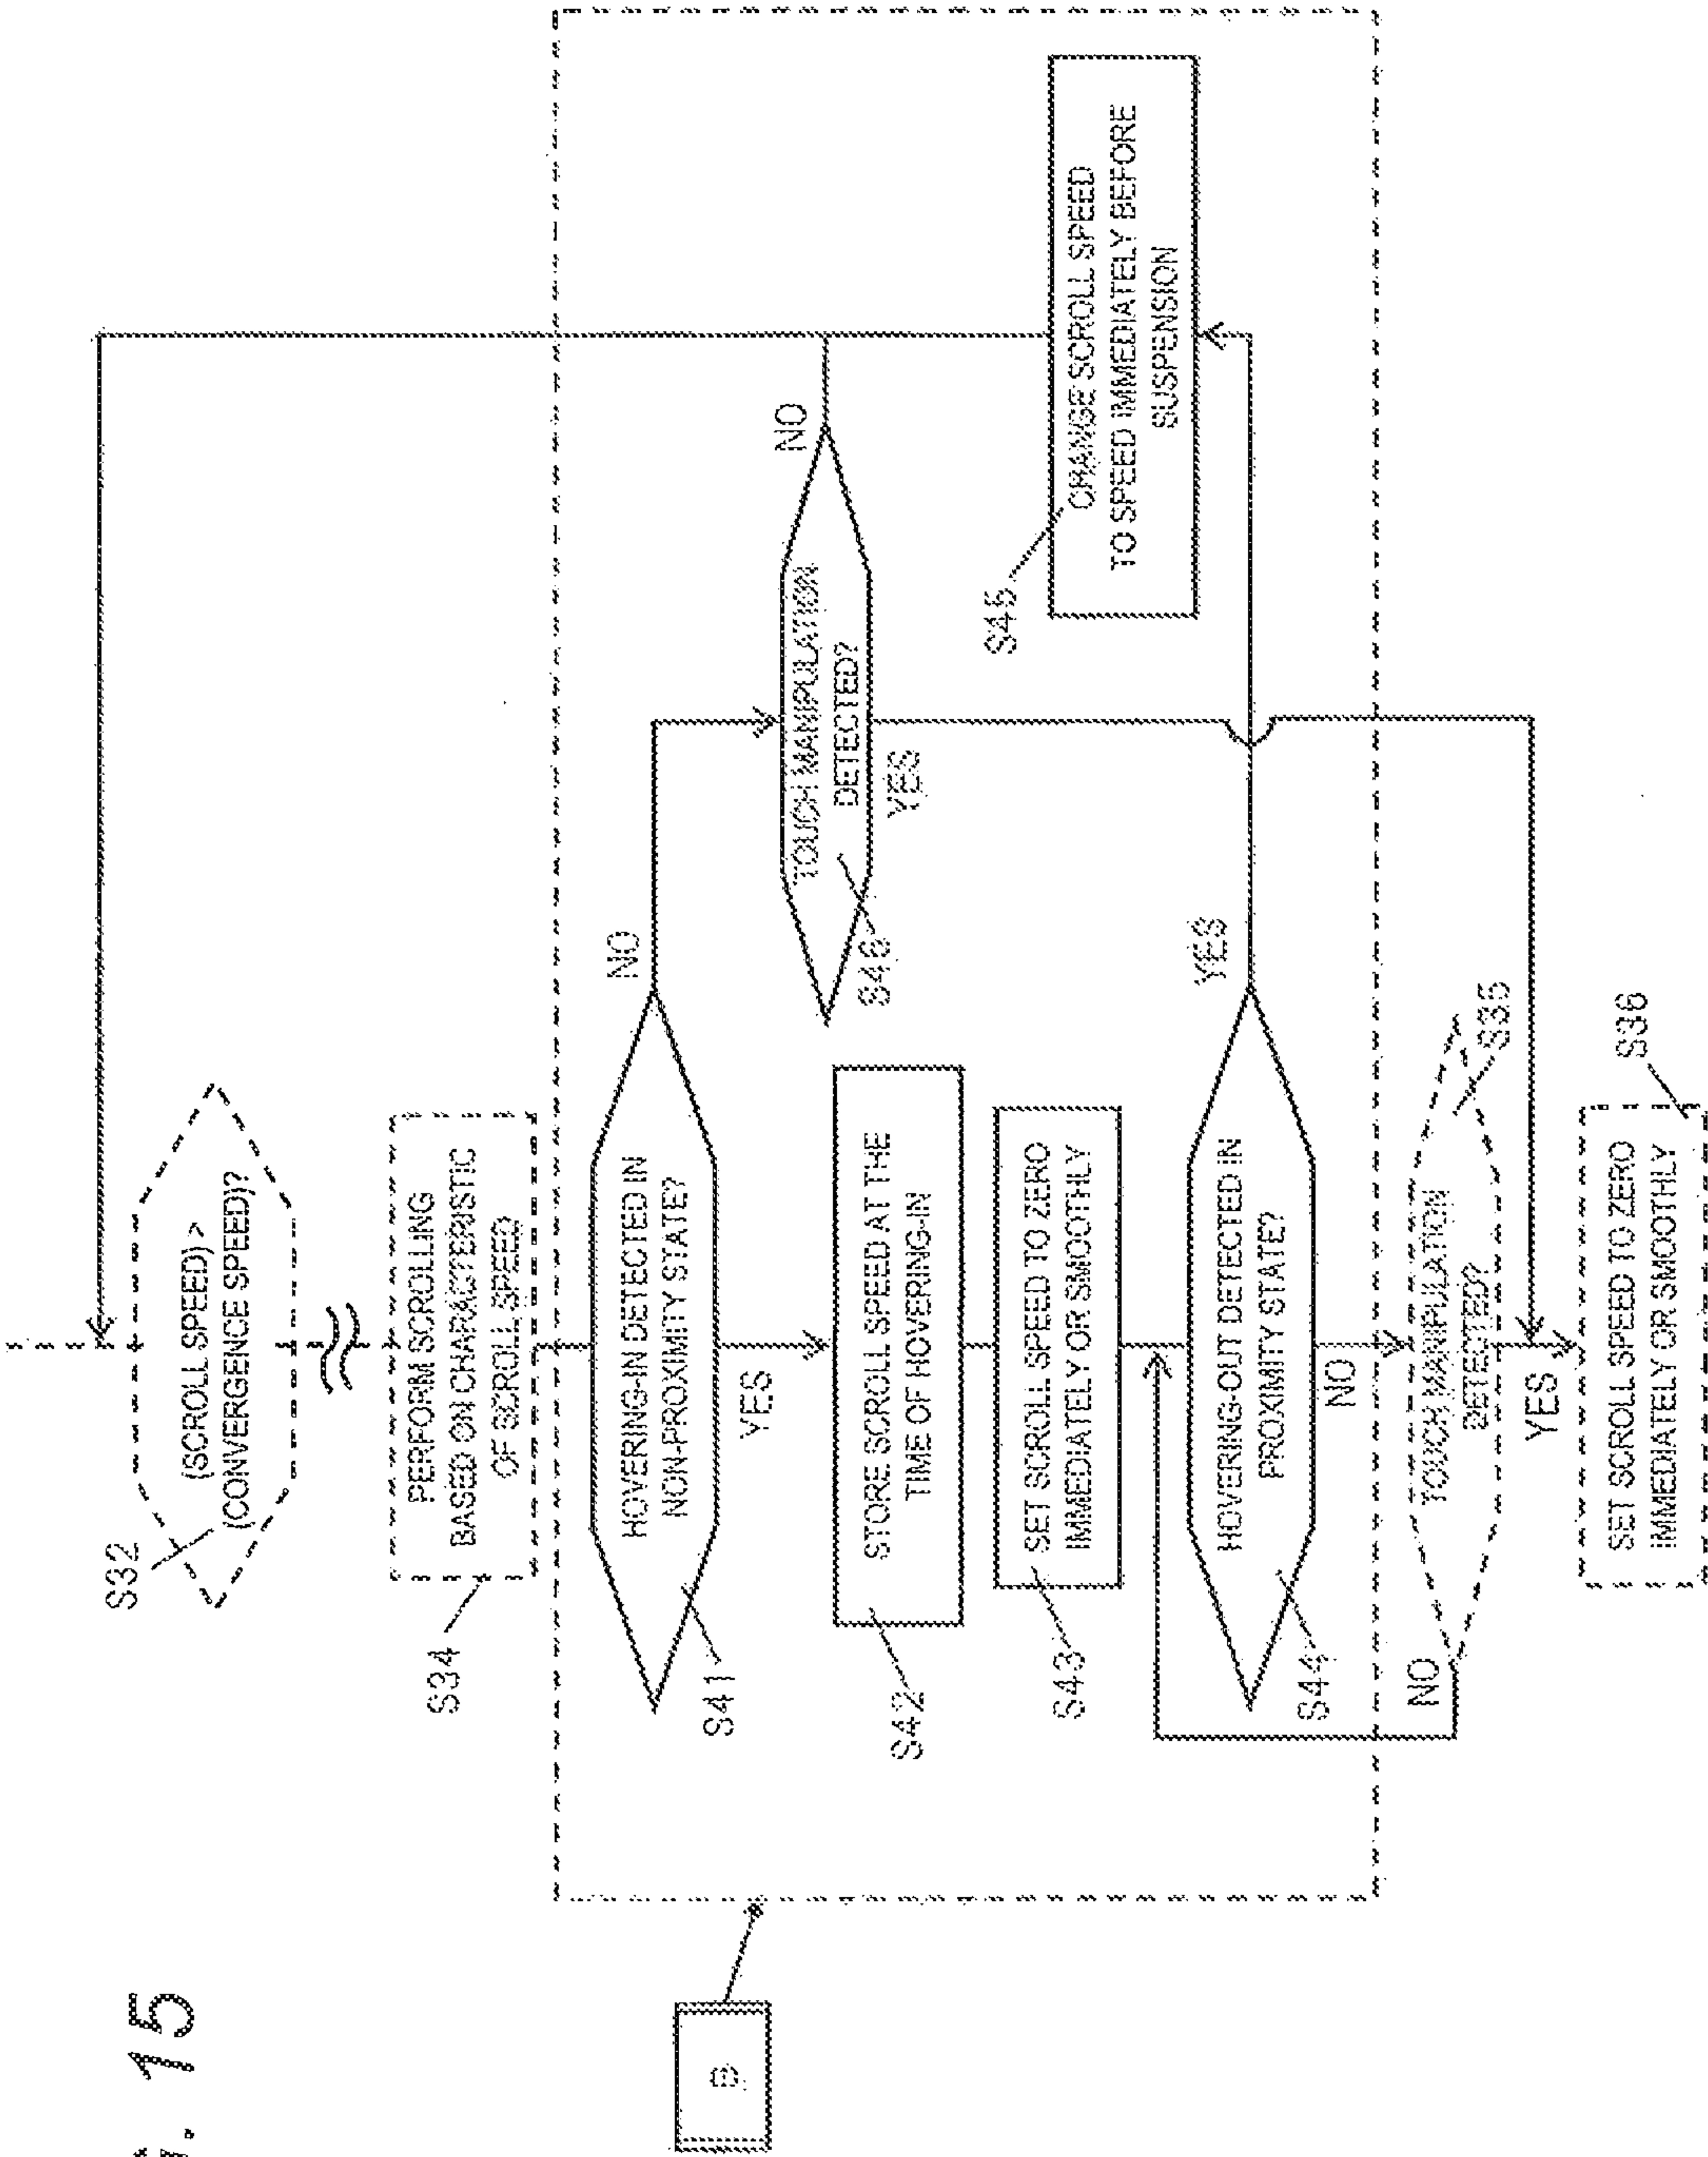 15
S32
(SCROLL SPEED) >
(CONVERGENCE SPEED)?
S34
PERFORM SCROLLING
BASED ON CHARACTERISTIC
OF SCROLL SPEED
S41
HOVERING-IN DETECTED IN
NON-PROXIMITY STATE?
NO
YES
S42
STORE SCROLL SPEED AT THE
TIME OF HOVERING-IN
S46
TOUCH MANIPULATION
DETECTED?
NO
YES
S43
SET SCROLL SPEED TO ZERO
IMMEDIATELY OR SMOOTHLY
S44
HOVERING-OUT DETECTED IN
PROXIMITY STATE?
YES
NO
S45
CHANGE SCROLL SPEED
TO SPEED IMMEDIATELY BEFORE
SUSPENSION
S35
TOUCH MANIPULATION
DETECTED?
NO
YES
S36
SET SCROLL SPEED TO ZERO
IMMEDIATELY OR SMOOTHLY